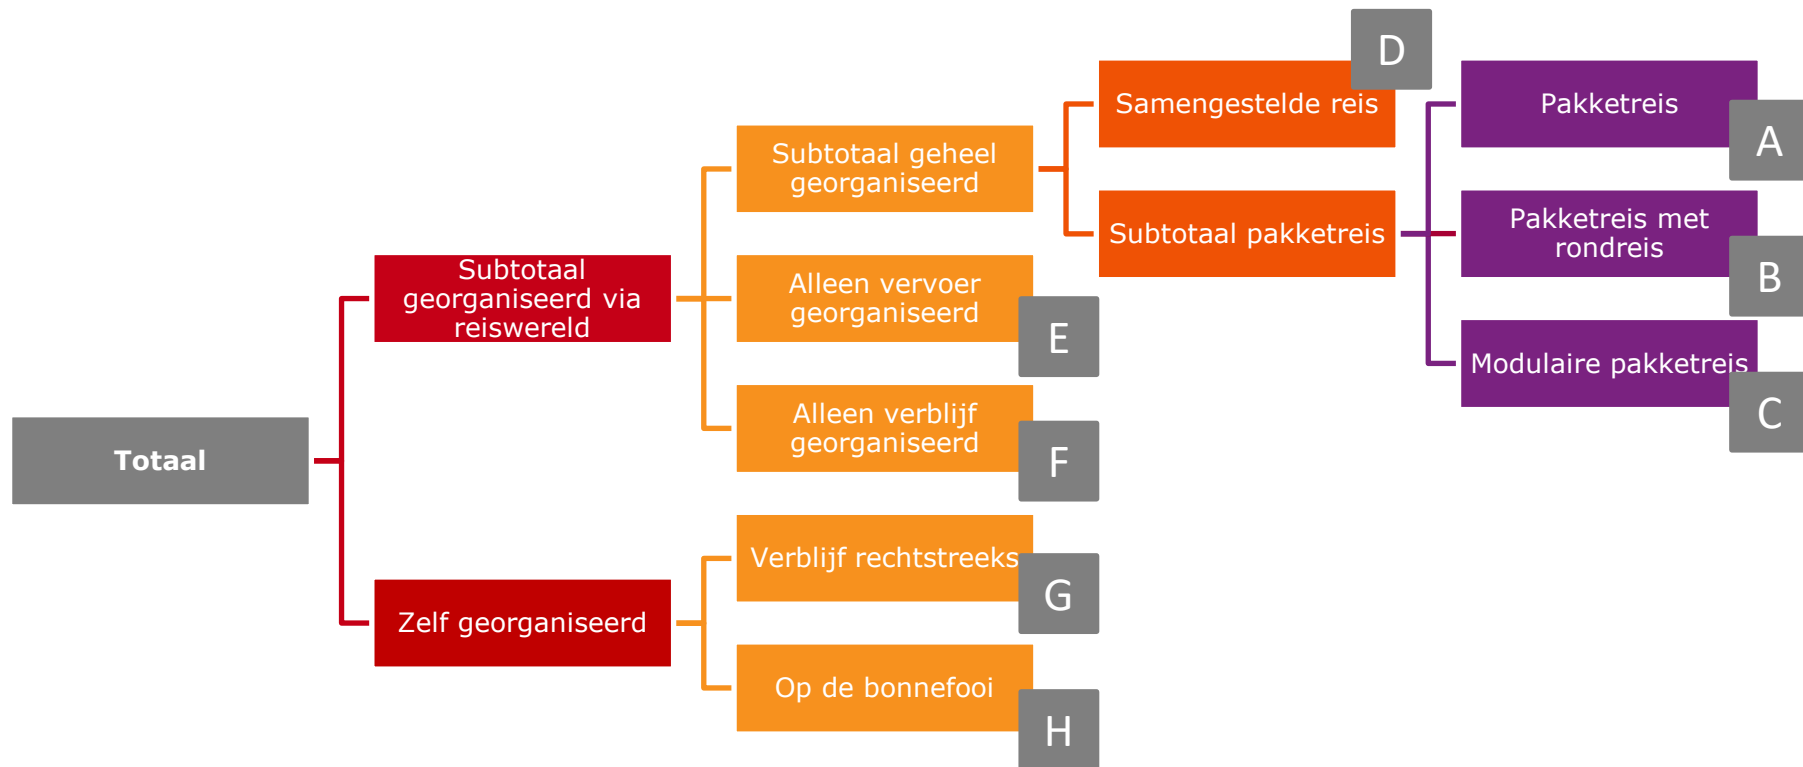 Totaal
Subtotaal
georganiseerd via
reiswereld
Zelf georganiseerd
Subtotaal geheel
georganiseerd
Alleen vervoer
georganiseerd
E
Alleen verblijf
georganiseerd
F
Verblijf rechtstreeks
G
Op de bonnefooi
H
Samengestelde reis
D
Subtotaal pakketreis
Pakketreis
A
Pakketreis met
rondreis
B
Modulaire pakketreis
C